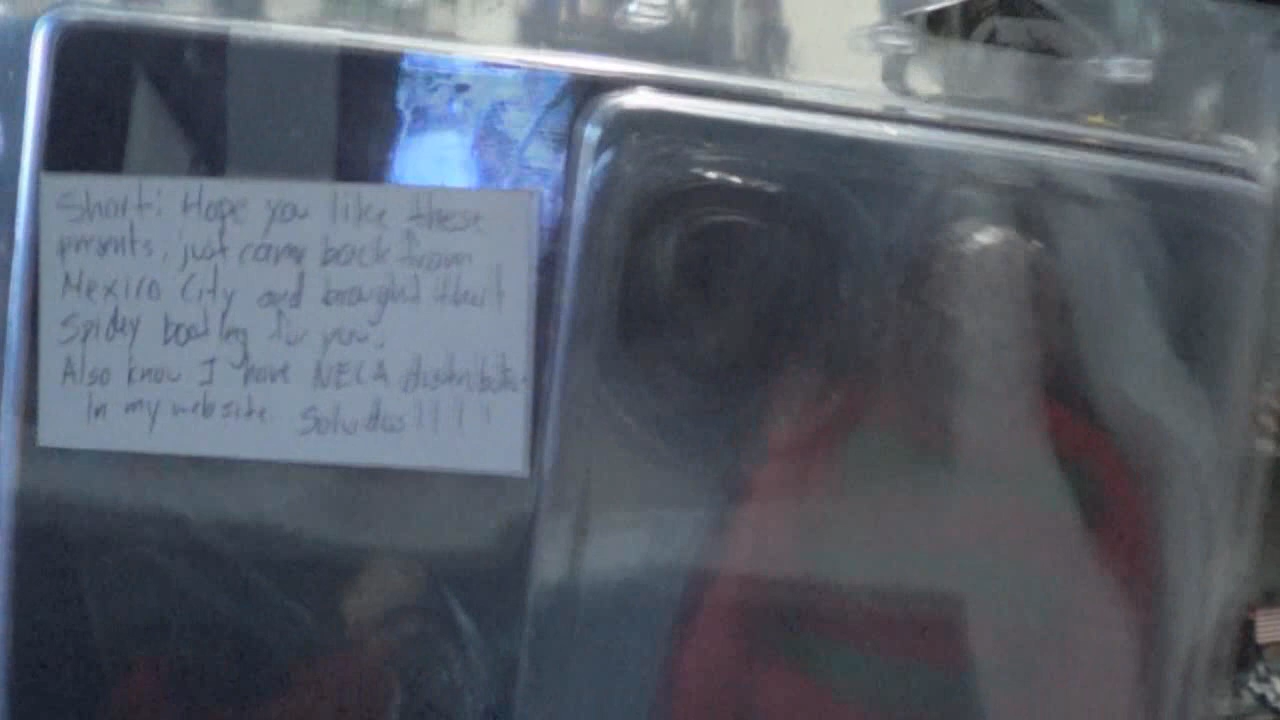 Short! Hope you like these
presents, just came back from
Mexico City and brought that
Spidey bootleg for you.
Also know I have NECA distribution
in my website. Saludos!!!!